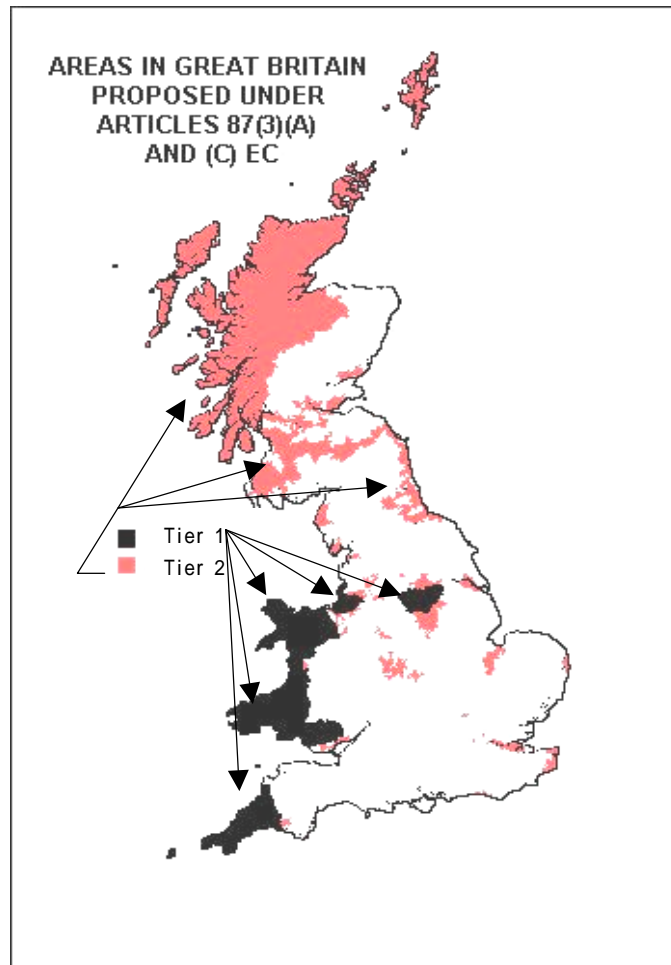 AREAS IN GREAT BRITAIN
PROPOSED UNDER
ARTICLES 87(3)(A)
AND (C) EC
Tier 1
Tier 2